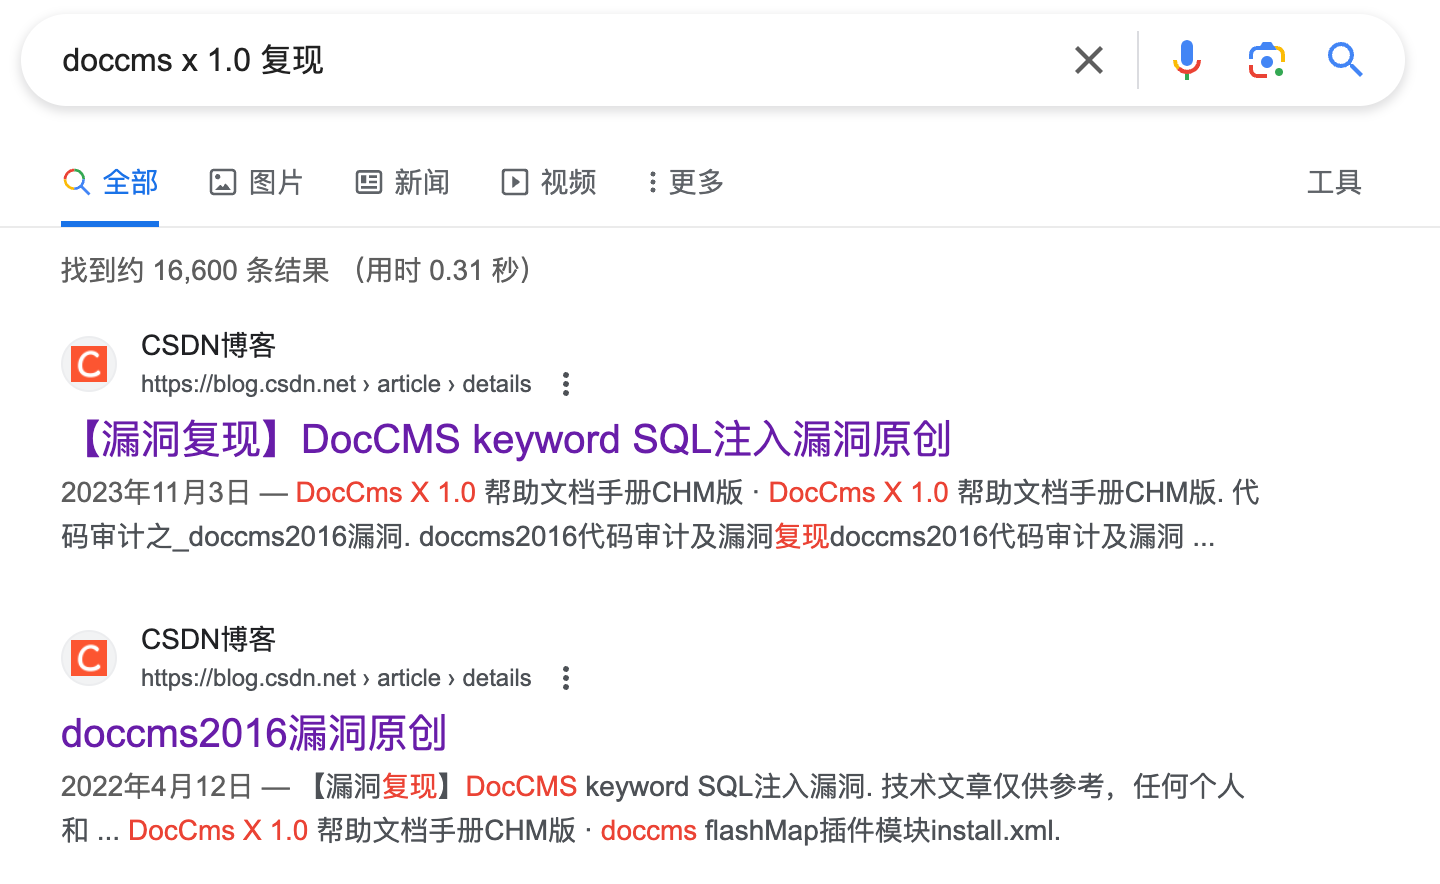 doccms x 1.0 复现
全部 图片 新闻 视频 更多 工具
找到约 16,600 条结果 （用时 0.31 秒）
CSDN博客
https://blog.csdn.net › article › details
【漏洞复现】DocCMS keyword SQL注入漏洞原创
2023年11月3日 — DocCms X 1.0 帮助文档手册CHM版 · DocCms X 1.0 帮助文档手册CHM版. 代
码审计之_doccms2016漏洞. doccms2016代码审计及漏洞复现doccms2016代码审计及漏洞 ...
CSDN博客
https://blog.csdn.net › article › details
doccms2016漏洞原创
2022年4月12日 — 【漏洞复现】DocCMS keyword SQL注入漏洞. 技术文章仅供参考，任何个人
和 ... DocCms X 1.0 帮助文档手册CHM版 · doccms flashMap插件模块install.xml.